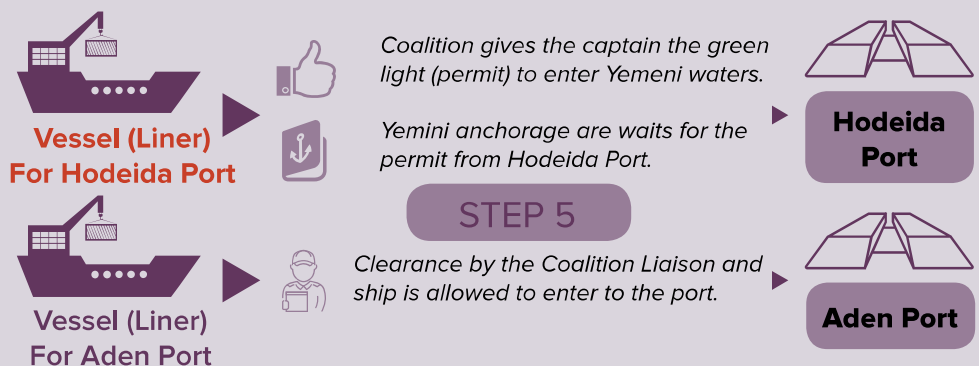 Coalition gives the captain the green
light (permit) to enter Yemeni waters.
Vessel (Liner)
For Hodeida Port
Yemini anchorage are waits for the
permit from Hodeida Port.
Hodeida
Port
STEP 5
Clearance by the Coalition Liaison and
ship is allowed to enter to the port.
Vessel (Liner)
For Aden Port
Aden Port